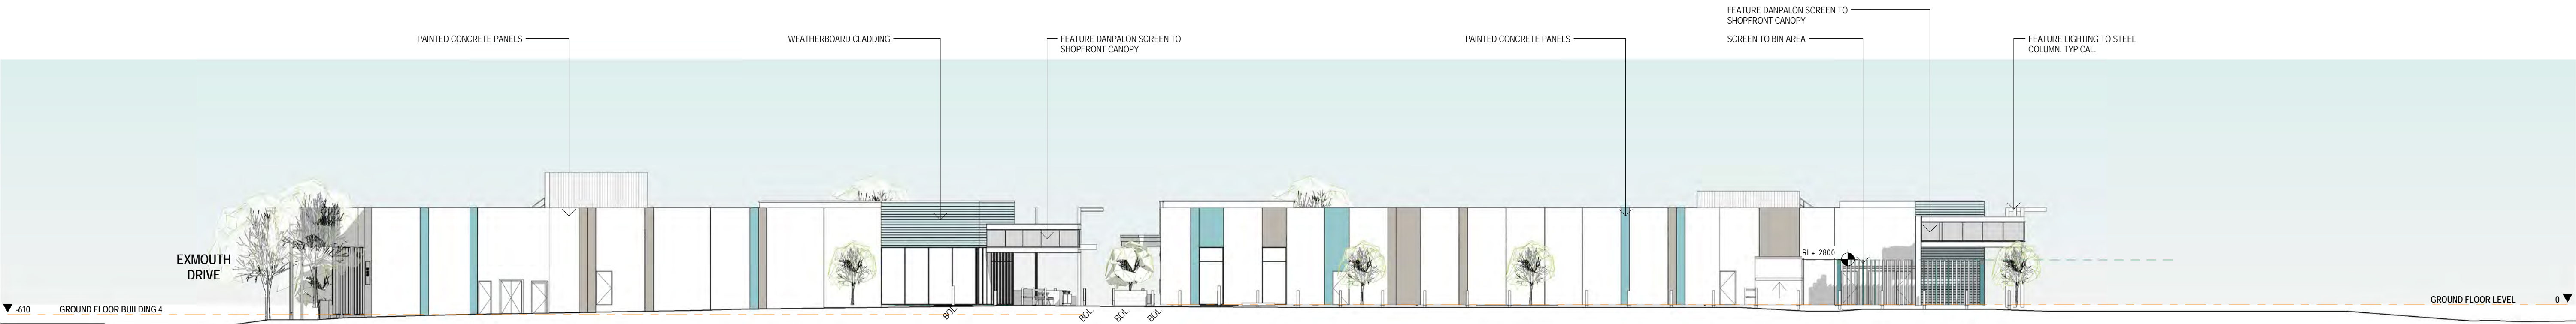 FEATURE DANPALON SCREEN TO
SHOPFRONT CANOPY
PAINTED CONCRETE PANELS
WEATHERBOARD CLADDING
FEATURE DANPALON SCREEN TO
SHOPFRONT CANOPY
PAINTED CONCRETE PANELS
SCREEN TO BIN AREA
FEATURE LIGHTING TO STEEL
COLUMN. TYPICAL.
EXMOUTH
DRIVE
RL+ 2800
-610
GROUND FLOOR BUILDING 4
GROUND FLOOR LEVEL
0
BOL
BOL
BOL
BOL